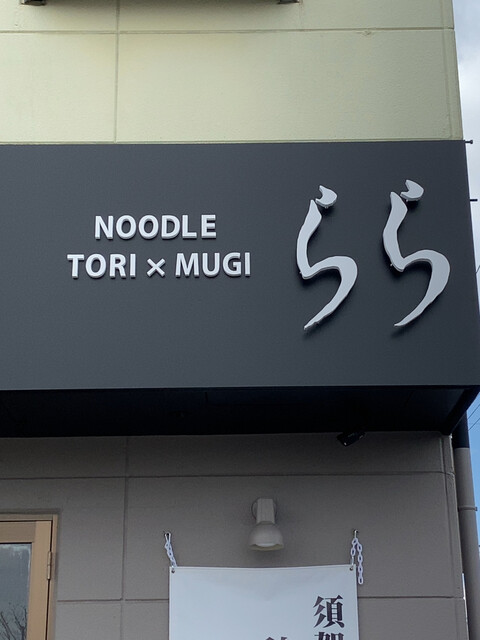 NOODLE
TORI × MUGI
らら
須